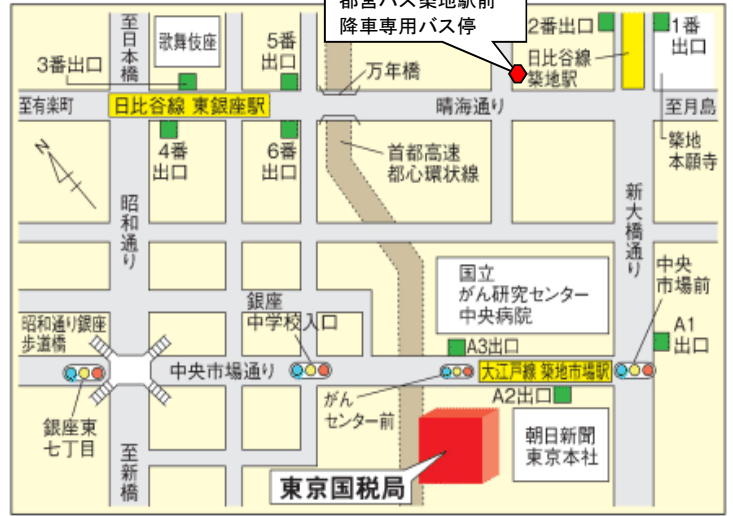 都営バス築地駅前
降車専用バス停
至日本橋
歌舞伎座
5番
出口
3番出口
万年橋
2番出口
日比谷線
築地駅
1番
出口
至有楽町
日比谷線 東銀座駅
晴海通り
至月島
4番
出口
6番
出口
首都高速
都心環状線
築地
本願寺
N
昭和通り
新大橋通り
国立
がん研究センター
中央病院
中央
市場前
銀座
中学校入口
昭和通り銀座
歩道橋
A1
出口
A3出口
中央市場通り
大江戸線 築地市場駅
がん
センター前
A2出口
銀座東
七丁目
朝日新聞
東京本社
至新橋
東京国税局